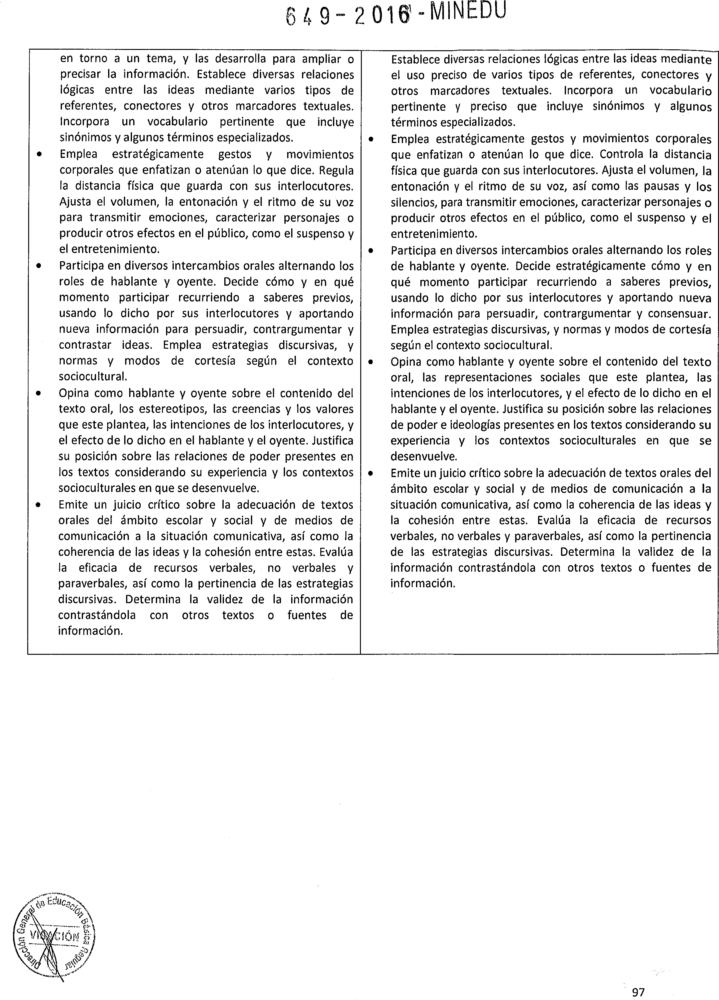 649-2016-MINEDU
en torno a un tema, y las desarrolla para ampliar o
precisar la información. Establece diversas relaciones
lógicas entre las ideas mediante varios tipos de
referentes, conectores y otros marcadores textuales.
Incorpora un vocabulario pertinente que incluye
sinónimos y algunos términos especializados.
• Emplea estratégicamente gestos y movimientos
corporales que enfatizan o atenúan lo que dice. Regula
la distancia física que guarda con sus interlocutores.
Ajusta el volumen, la entonación y el ritmo de su voz
para transmitir emociones, caracterizar personajes o
producir otros efectos en el público, como el suspenso y
el entretenimiento.
• Participa en diversos intercambios orales alternando los
roles de hablante y oyente. Decide cómo y en qué
momento participar recurriendo a saberes previos,
usando lo dicho por sus interlocutores y aportando
nueva información para persuadir, contrargumentar y
contrastar ideas. Emplea estrategias discursivas, y
normas y modos de cortesía según el contexto
sociocultural.
• Opina como hablante y oyente sobre el contenido del
texto oral, los estereotipos, las creencias y los valores
que este plantea, las intenciones de los interlocutores, y
el efecto de lo dicho en el hablante y el oyente. Justifica
su posición sobre las relaciones de poder presentes en
los textos considerando su experiencia y los contextos
socioculturales en que se desenvuelve.
• Emite un juicio crítico sobre la adecuación de textos
orales del ámbito escolar y social y de medios de
comunicación a la situación comunicativa, así como la
coherencia de las ideas y la cohesión entre estas. Evalúa
la eficacia de recursos verbales, no verbales y
paraverbales, así como la pertinencia de las estrategias
discursivas. Determina la validez de la información
contrastándola con otros textos o fuentes de
información.
Establece diversas relaciones lógicas entre las ideas mediante
el uso preciso de varios tipos de referentes, conectores y
otros marcadores textuales. Incorpora un vocabulario
pertinente y preciso que incluye sinónimos y algunos
términos especializados.
• Emplea estratégicamente gestos y movimientos corporales
que enfatizan o atenúan lo que dice. Controla la distancia
física que guarda con sus interlocutores. Ajusta el volumen, la
entonación y el ritmo de su voz, así como las pausas y los
silencios, para transmitir emociones, caracterizar personajes o
producir otros efectos en el público, como el suspenso y el
entretenimiento.
• Participa en diversos intercambios orales alternando los roles
de hablante y oyente. Decide estratégicamente cómo y en
qué momento participar recurriendo a saberes previos,
usando lo dicho por sus interlocutores y aportando nueva
información para persuadir, contrargumentar y consensuar.
Emplea estrategias discursivas, y normas y modos de cortesía
según el contexto sociocultural.
• Opina como hablante y oyente sobre el contenido del texto
oral, las representaciones sociales que este plantea, las
intenciones de los interlocutores, y el efecto de lo dicho en el
hablante y el oyente. Justifica su posición sobre las relaciones
de poder e ideologías presentes en los textos considerando su
experiencia y los contextos socioculturales en que se
desenvuelve.
• Emite un juicio crítico sobre la adecuación de textos orales del
ámbito escolar y social y de medios de comunicación a la
situación comunicativa, así como la coherencia de las ideas y
la cohesión entre estas. Evalúa la eficacia de recursos
verbales, no verbales y paraverbales, así como la pertinencia
de las estrategias discursivas. Determina la validez de la
información contrastándola con otros textos o fuentes de
información.
Dirección General de Educación Básica Regular
97